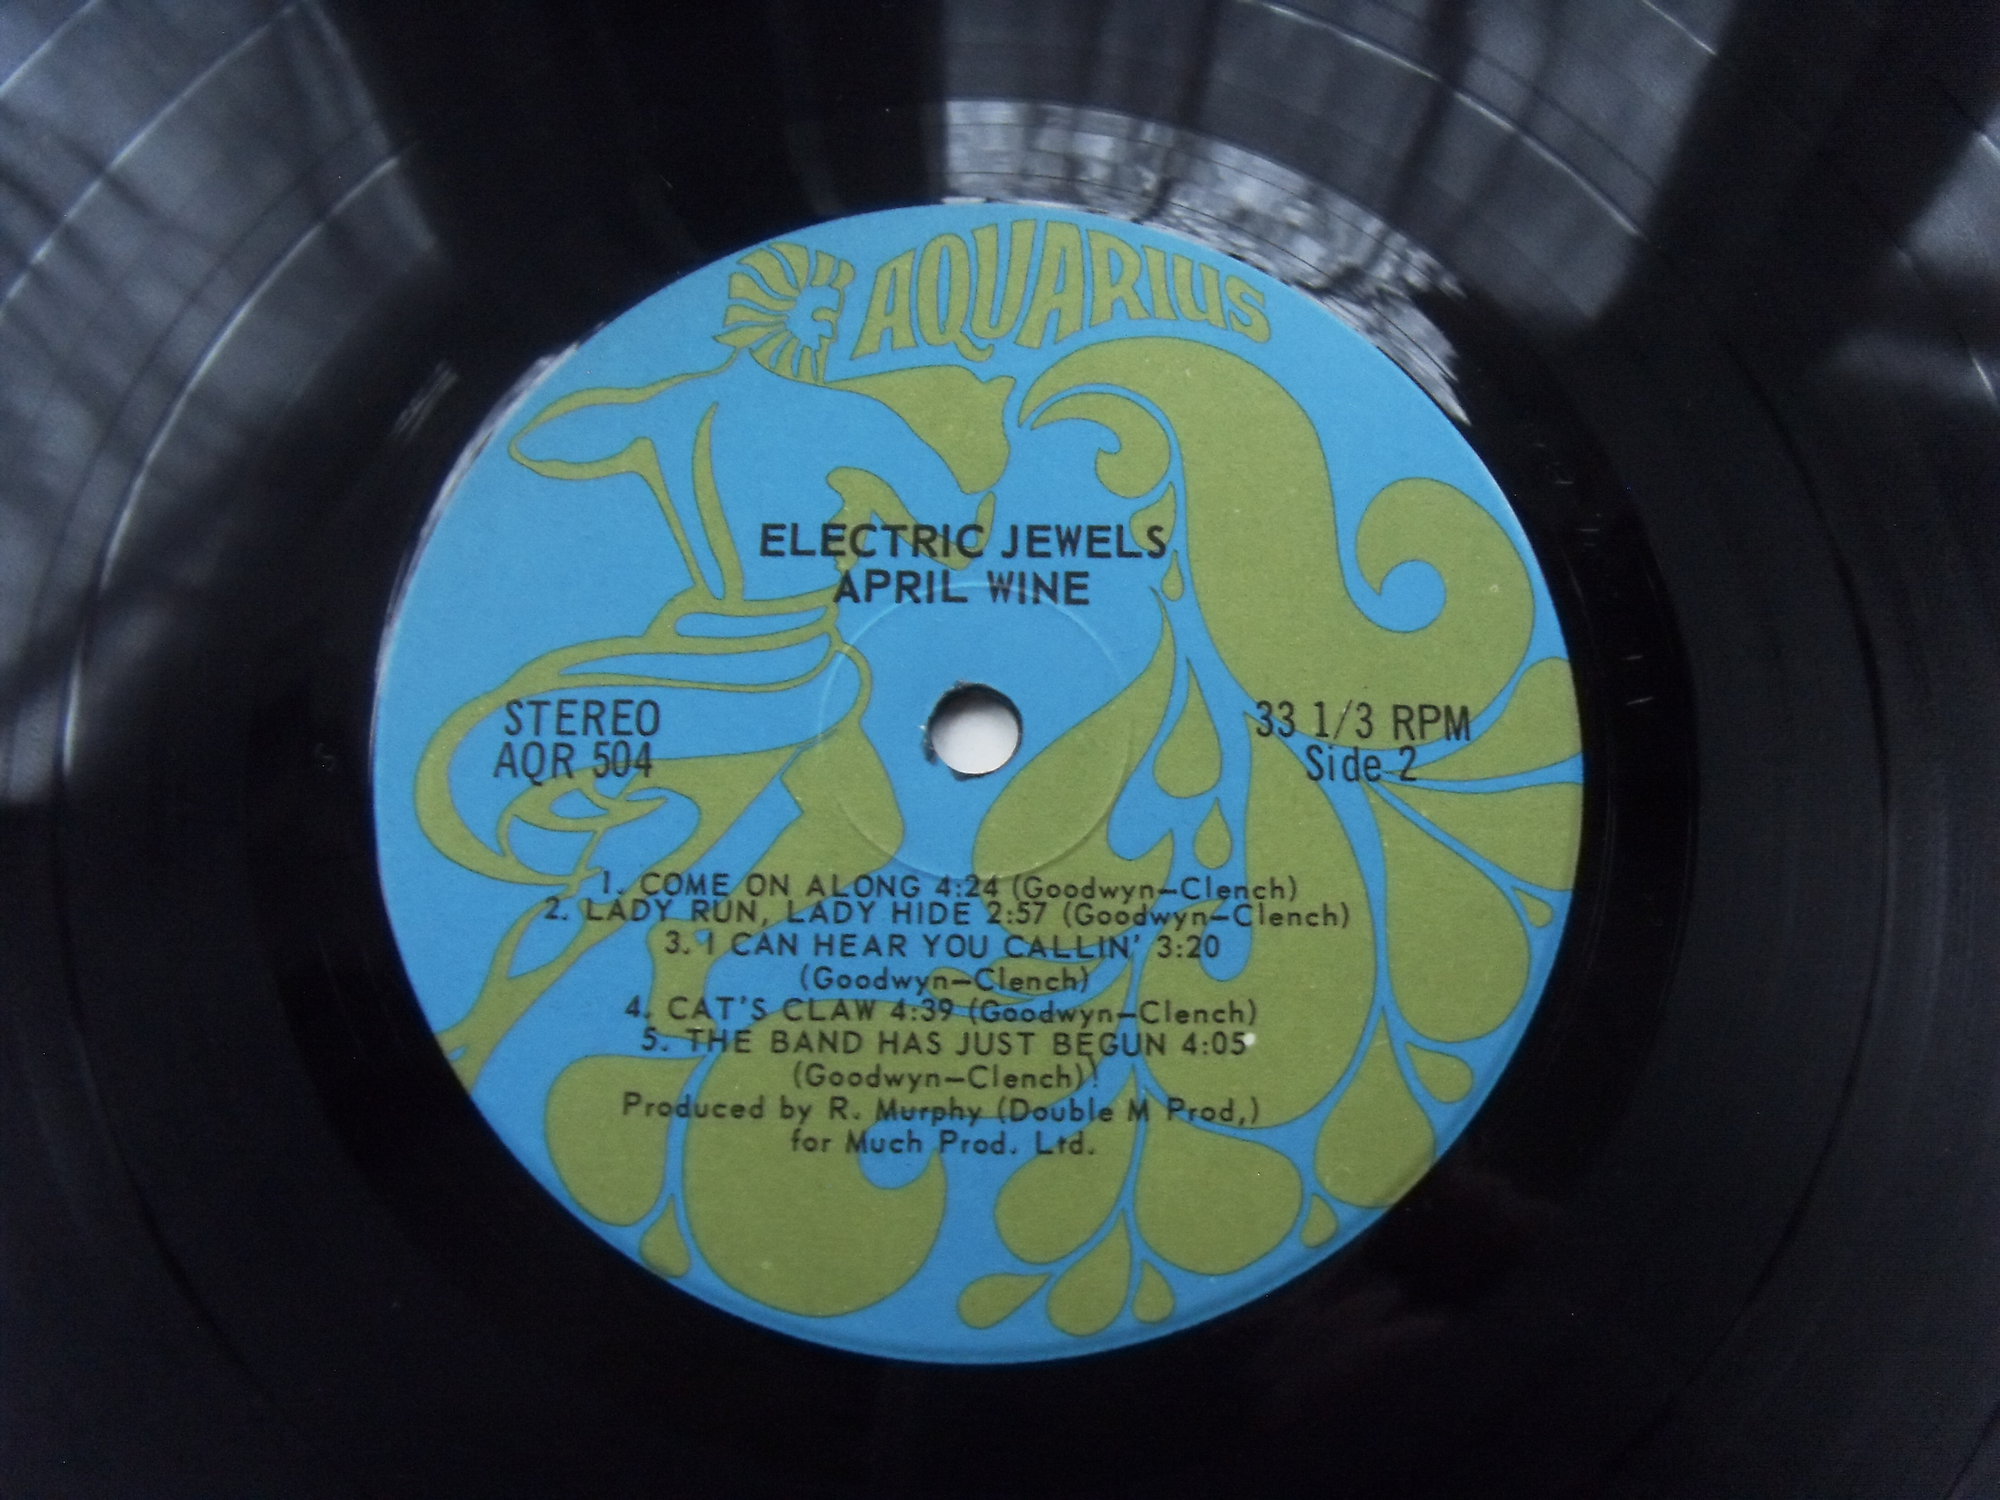 AQUARIUS
ELECTRIC JEWELS
APRIL WINE
STEREO
AQR 504
33 1/3 RPM
Side 2
1. COME ON ALONG 4:24 (Goodwyn-Clench)
2. LADY RUN, LADY HIDE 2:57 (Goodwyn-Clench)
3. I CAN HEAR YOU CALLIN' 3:20
(Goodwyn-Clench)
4. CAT'S CLAW 4:39 (Goodwyn-Clench)
5. THE BAND HAS JUST BEGUN 4:05
(Goodwyn-Clench)
Produced by R. Murphy (Double M Prod,)
for Much Prod. Ltd.